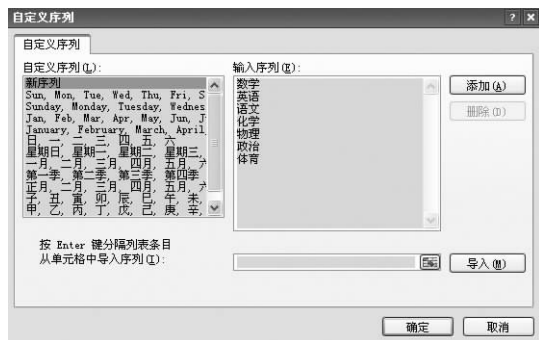 自定义序列
自定义序列
自定义序列(L):
新序列
Sun, Mon, Tue, Wed, Thu, Fri, S
Sunday, Monday, Tuesday, Wednes
Jan, Feb, Mar, Apr, May, Jun, J
January, February, March, April
日, 一, 二, 三, 四, 五, 六
星期日, 星期一, 星期二, 星期三,
一月, 二月, 三月, 四月, 五月, 六
第一季, 第二季, 第三季, 第四季
正月, 二月, 三月, 四月, 五月, 六
子, 丑, 寅, 卯, 辰, 巳, 午, 未,
甲, 乙, 丙, 丁, 戊, 己, 庚, 辛,
输入序列(E):
数学
英语
语文
化学
物理
政治
体育
添加(A)
删除(D)
按 Enter 键分隔列表条目
从单元格中导入序列(I):
导入(M)
确定
取消